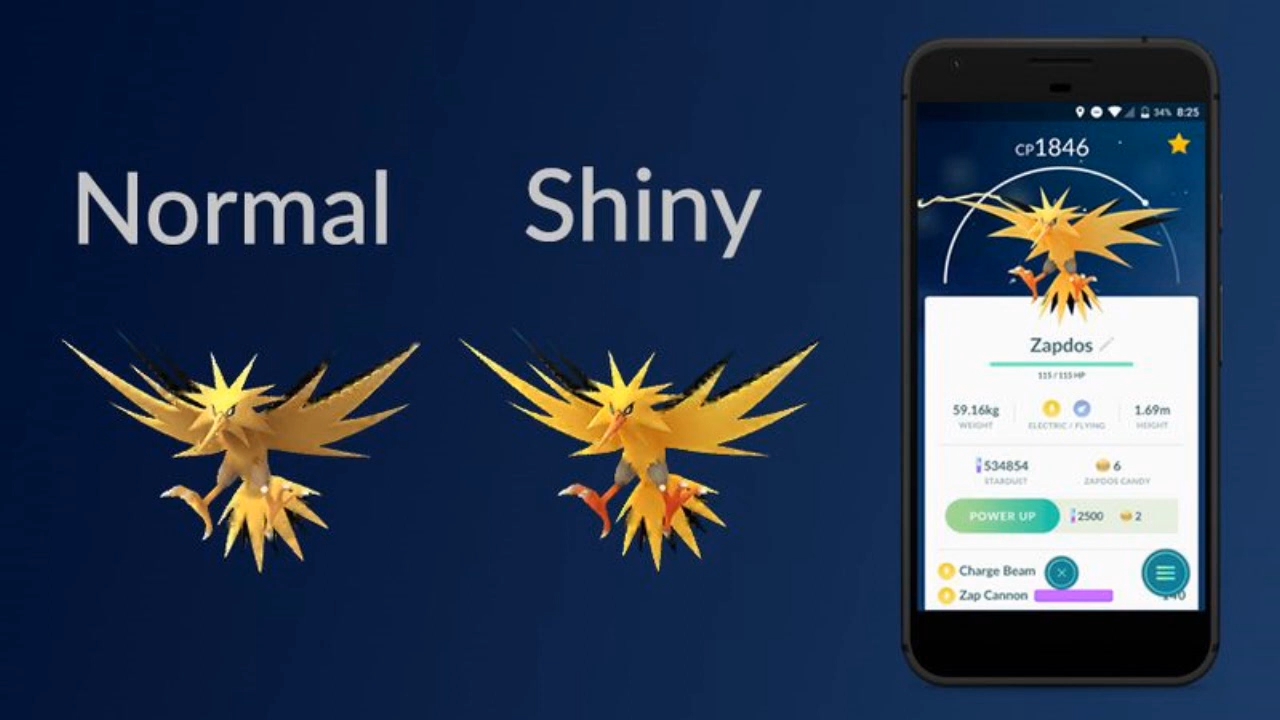 Normal
Shiny
34% 8:25
CP1846
Zapdos
115 / 115 HP
59.16kg
WEIGHT
ELECTRIC / FLYING
1.69m
HEIGHT
534854
STARDUST
6
ZAPDOS CANDY
POWER UP
2500
2
Charge Beam
Zap Cannon